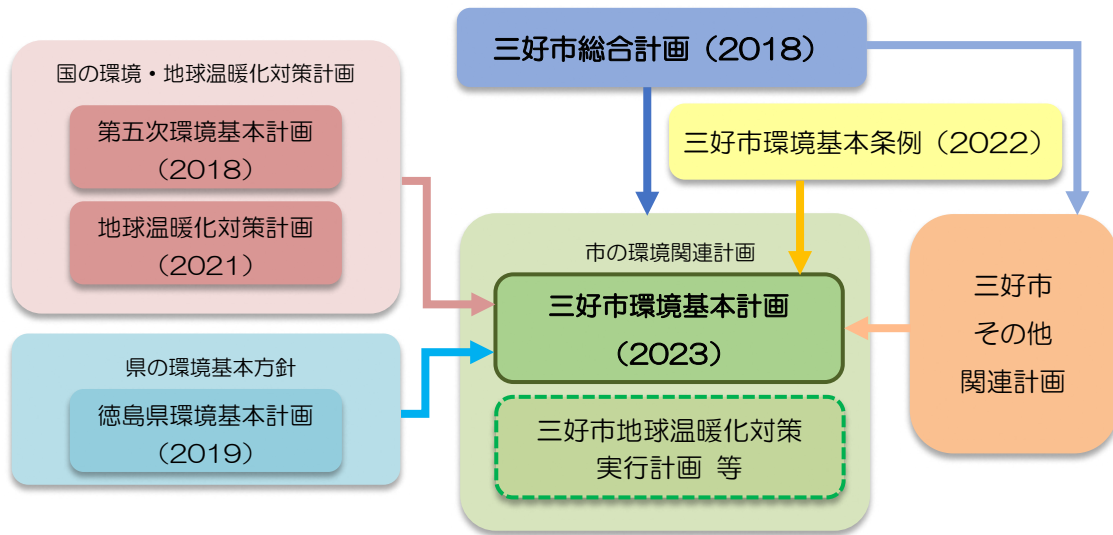 国の環境・地球温暖化対策計画
第五次環境基本計画
（2018）
地球温暖化対策計画
（2021）
県の環境基本方針
徳島県環境基本計画
（2019）
三好市総合計画（2018）
三好市環境基本条例（2022）
市の環境関連計画
三好市環境基本計画
（2023）
三好市地球温暖化対策
実行計画 等
三好市
その他
関連計画